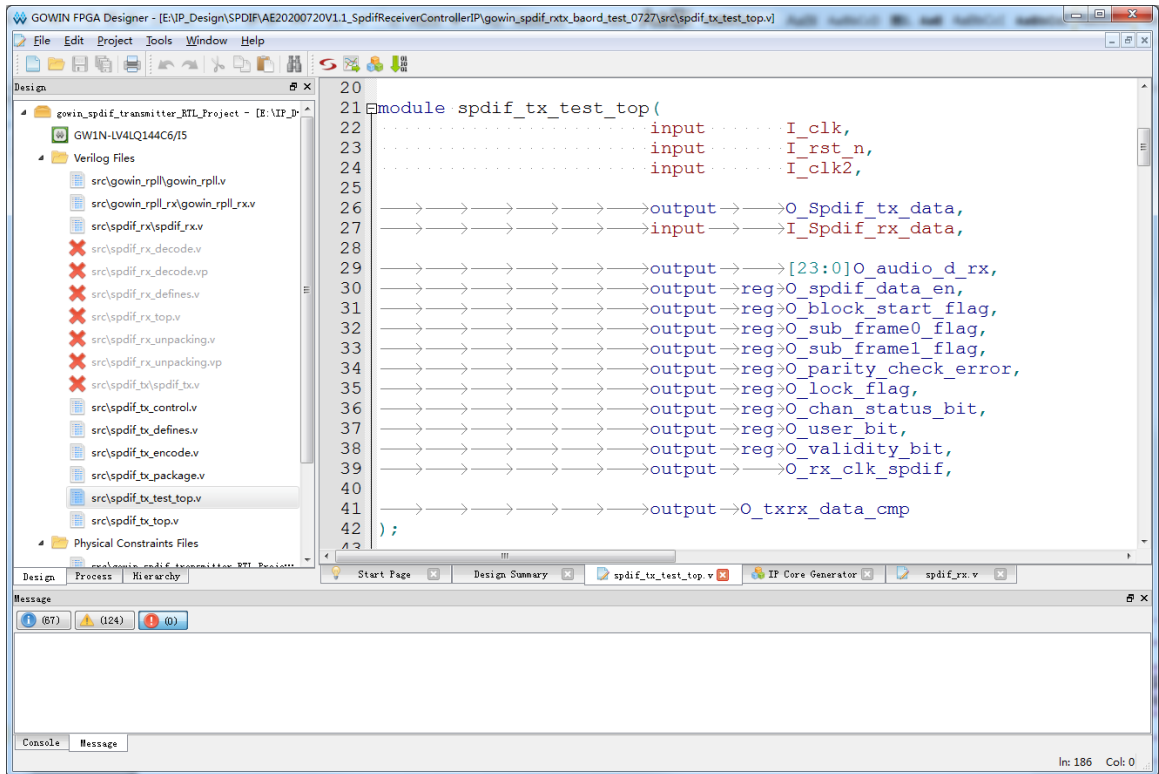 GOWIN FPGA Designer - [E:\IP_Design\SPDIF\AE20200720V1.1_SpdifReceiverControllerIP\gowin_spdif_rxtx_baord_test_0727\src\spdif_tx_test_top.v]
File Edit Project Tools Window Help
Design
gowin_spdif_transmitter_RTL_Project - [E:\IP_D
GW1N-LV4LQ144C6/I5
Verilog Files
src\gowin_rpll\gowin_rpll.v
src\gowin_rpll_rx\gowin_rpll_rx.v
src\spdif_rx\spdif_rx.v
src\spdif_rx_decode.v
src\spdif_rx_decode.vp
src\spdif_rx_defines.v
src\spdif_rx_top.v
src\spdif_rx_unpacking.v
src\spdif_rx_unpacking.vp
src\spdif_tx\spdif_tx.v
src\spdif_tx_control.v
src\spdif_tx_defines.v
src\spdif_tx_encode.v
src\spdif_tx_package.v
src\spdif_tx_test_top.v
src\spdif_tx_top.v
Physical Constraints Files
Design Process Hierarchy
20
21 module spdif_tx_test_top(
22 input I_clk,
23 input I_rst_n,
24 input I_clk2,
25
26 output O_Spdif_tx_data,
27 input I_Spdif_rx_data,
28
29 output [23:0]O_audio_d_rx,
30 output reg O_spdif_data_en,
31 output reg O_block_start_flag,
32 output reg O_sub_frame0_flag,
33 output reg O_sub_frame1_flag,
34 output reg O_parity_check_error,
35 output reg O_lock_flag,
36 output reg O_chan_status_bit,
37 output reg O_user_bit,
38 output reg O_validity_bit,
39 output O_rx_clk_spdif,
40
41 output O_txrx_data_cmp
42 );
43
Start Page Design Summary spdif_tx_test_top.v IP Core Generator spdif_rx.v
Message
(67) (124) (0)
Console Message
In: 186 Col: 0